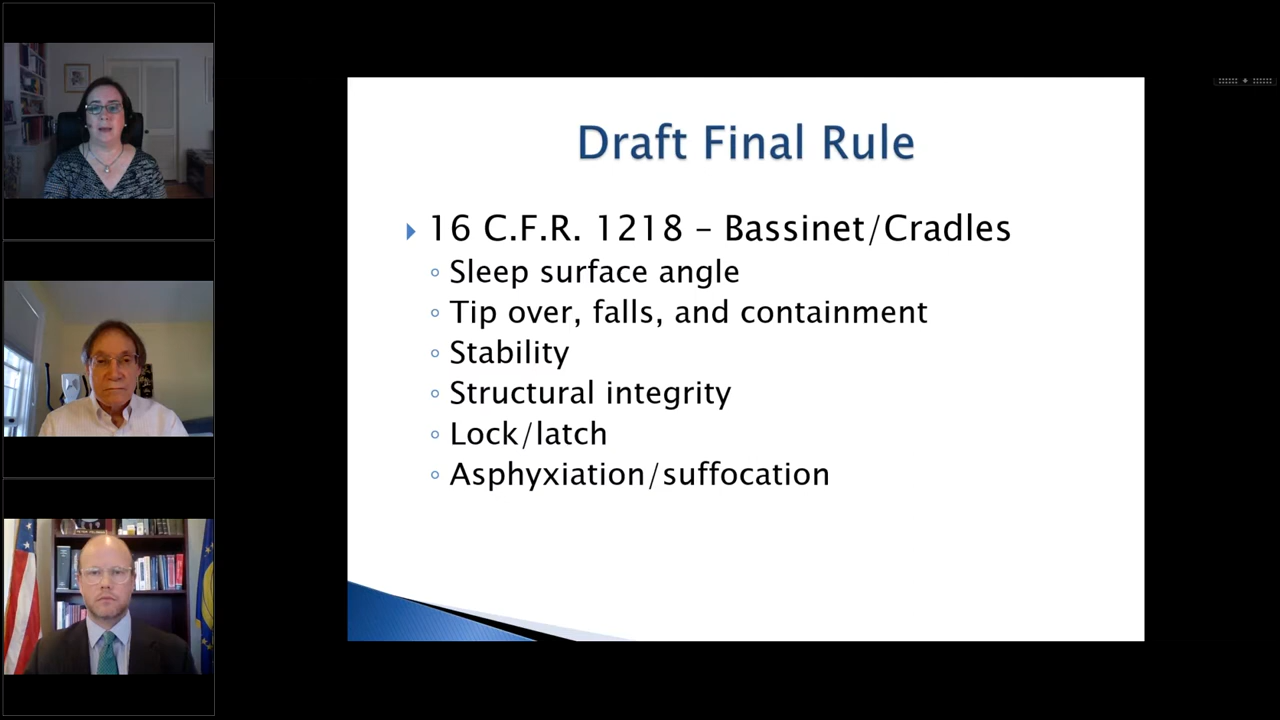 Draft Final Rule
16 C.F.R. 1218 – Bassinet/Cradles
Sleep surface angle
Tip over, falls, and containment
Stability
Structural integrity
Lock/latch
Asphyxiation/suffocation